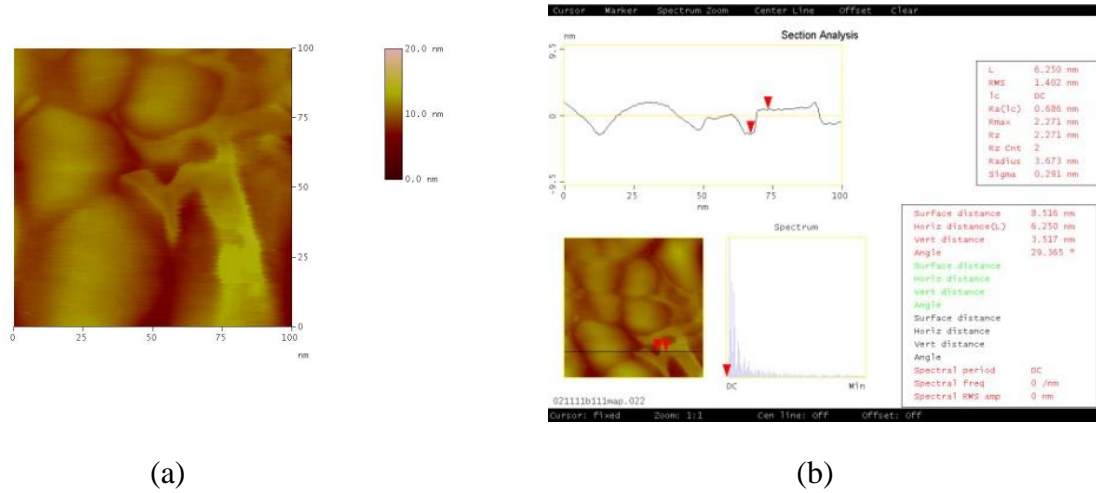 Cursor Marker Spectrum Zoom Center Line Offset Clear
20.0 nm
10.0 nm
0.0 nm
100
75
50
25
0
0 25 50 75 100
nm
Section Analysis
nm
9.5
0
-9.5
0 25 50 75 100
nm
L 6.250 nm
RMS 1.402 nm
lc DC
Ra(lc) 0.686 nm
Rmax 2.271 nm
Rz 2.271 nm
Rz Cnt 2
Radius 3.673 nm
Sigma 0.291 nm
Surface distance 8.516 nm
Horiz distance(L) 6.250 nm
Vert distance 3.517 nm
Angle 29.365 °
Surface distance
Horiz distance
Vert distance
Angle
Surface distance
Horiz distance
Vert distance
Angle
Spectral period DC
Spectral freq 0 /nm
Spectral RMS amp 0 nm
Spectrum
DC Min
021111b111map.022
Cursor: fixed Zoom: 1:1 Cen line: Off Offset: Off
(a) (b)